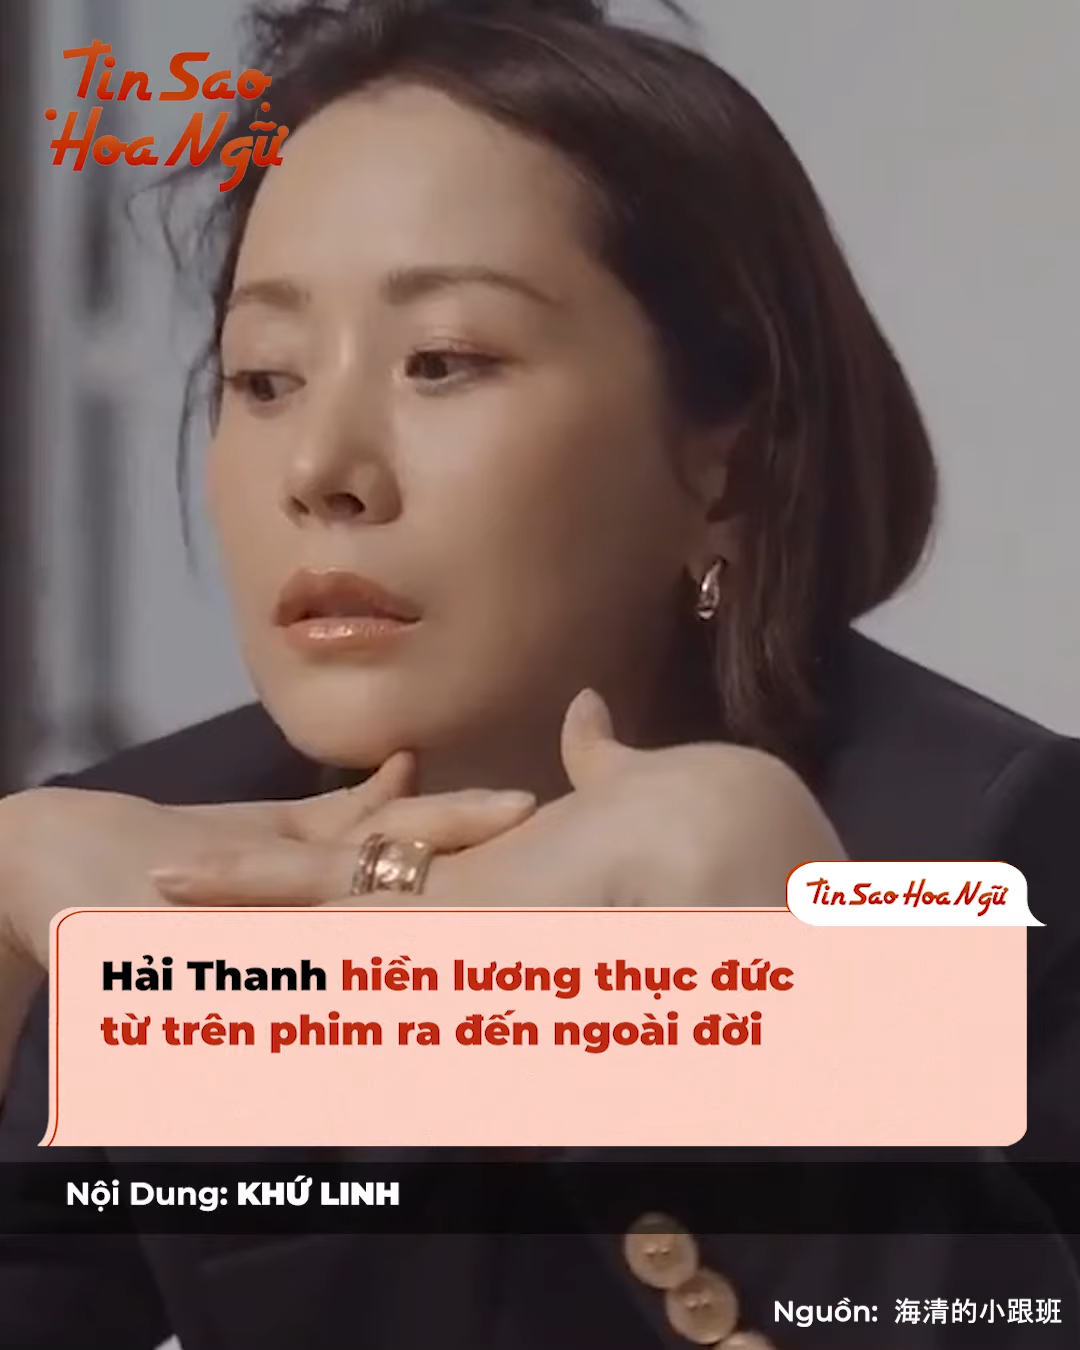 Tin Sao
Hoa Ngữ
Tin Sao Hoa Ngữ
Hải Thanh hiền lương thục đức
từ trên phim ra đến ngoài đời
Nội Dung: KHỨ LINH
Nguồn: 海清的小跟班